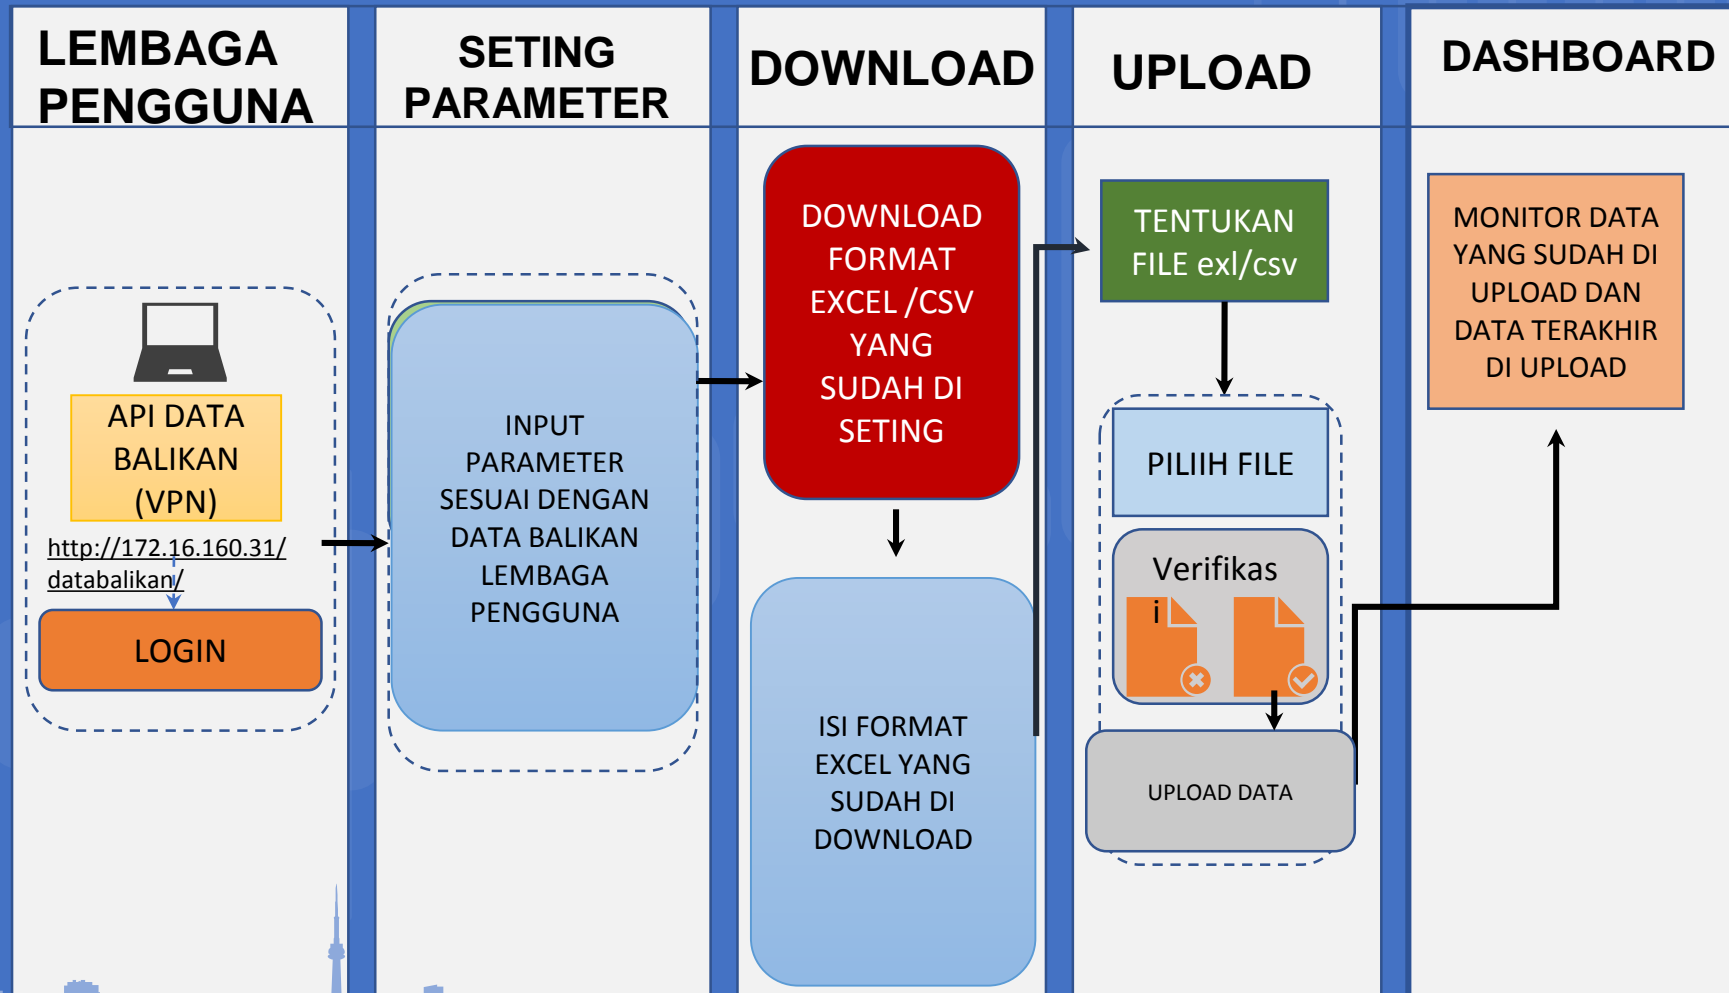 LEMBAGA
PENGGUNA
SETING
PARAMETER
DOWNLOAD
UPLOAD
DASHBOARD
API DATA
BALIKAN
(VPN)
http://172.16.160.31/
databalikan/
LOGIN
INPUT
PARAMETER
SESUAI DENGAN
DATA BALIKAN
LEMBAGA
PENGGUNA
DOWNLOAD
FORMAT
EXCEL /CSV
YANG
SUDAH DI
SETING
ISI FORMAT
EXCEL YANG
SUDAH DI
DOWNLOAD
TENTUKAN
FILE exl/csv
PILIIH FILE
Verifikas
i
UPLOAD DATA
MONITOR DATA
YANG SUDAH DI
UPLOAD DAN
DATA TERAKHIR
DI UPLOAD